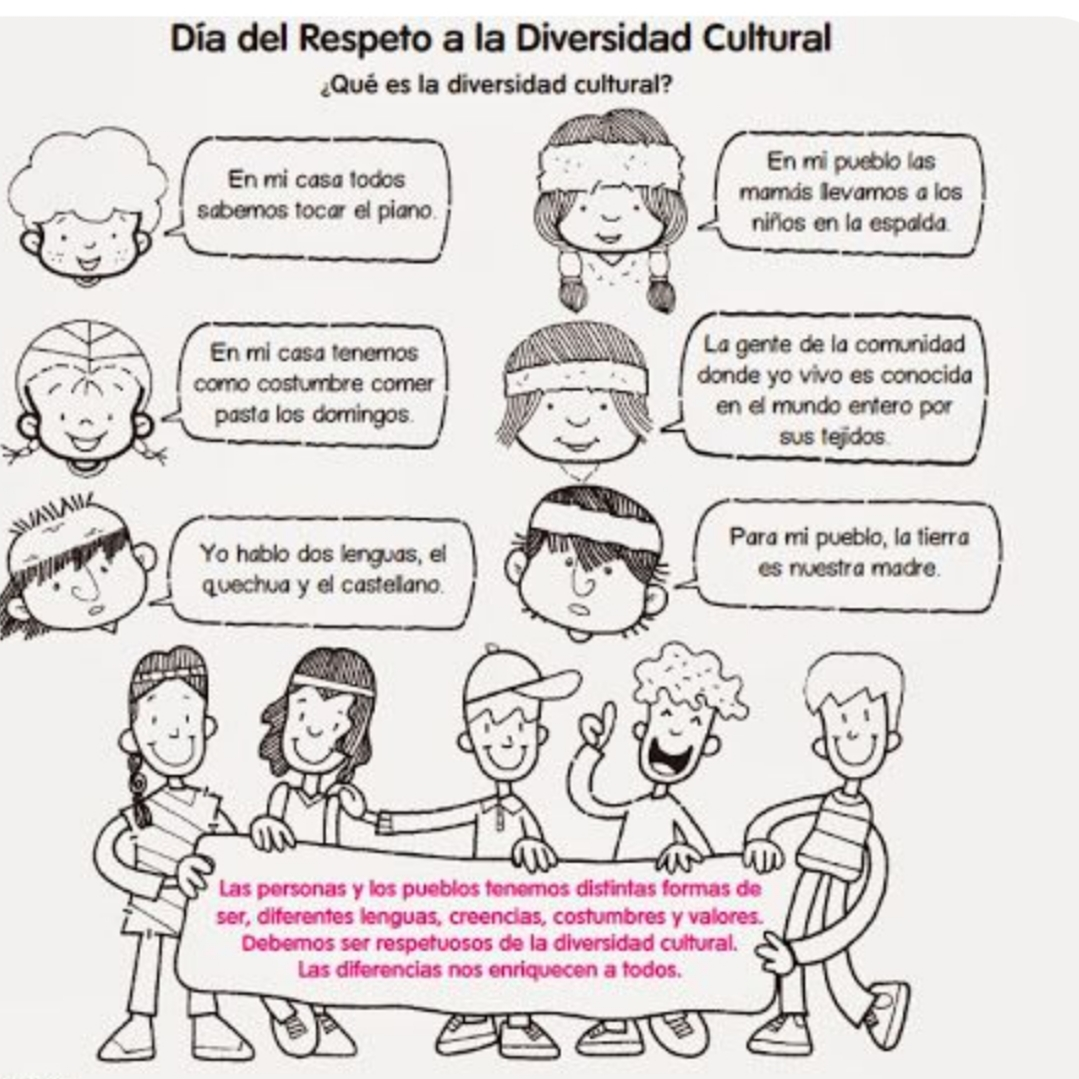 Día del Respeto a la Diversidad Cultural
¿Qué es la diversidad cultural?
En mi casa todos
sabemos tocar el piano.
En mi pueblo las
mamás llevamos a los
niños en la espalda.
En mi casa tenemos
como costumbre comer
pasta los domingos.
La gente de la comunidad
donde yo vivo es conocida
en el mundo entero por
sus tejidos.
Yo hablo dos lenguas, el
quechua y el castellano.
Para mi pueblo, la tierra
es nuestra madre.
Las personas y los pueblos tenemos distintas formas de
ser, diferentes lenguas, creencias, costumbres y valores.
Debemos ser respetuosos de la diversidad cultural.
Las diferencias nos enriquecen a todos.